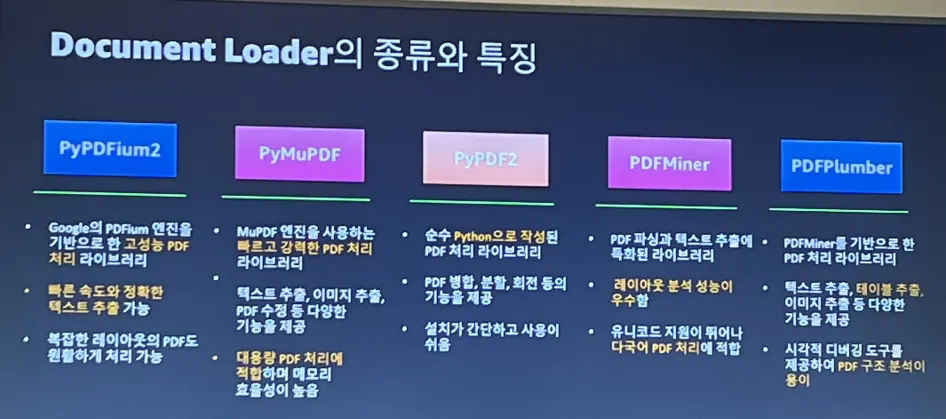 Document Loader의 종류와 특징
PyPDFium2
• Google의 PDFium 엔진을
기반으로 한 고성능 PDF
처리 라이브러리
• 빠른 속도와 정확한
텍스트 추출 가능
• 복잡한 레이아웃의 PDF도
원활하게 처리 가능
PyMuPDF
• MuPDF 엔진을 사용하는
빠르고 강력한 PDF 처리
라이브러리
• 텍스트 추출, 이미지 추출,
PDF 수정 등 다양한
기능을 제공
• 대용량 PDF 처리에
적합하며 메모리
효율성이 높음
PyPDF2
• 순수 Python으로 작성된
PDF 처리 라이브러리
• PDF 병합, 분할, 회전 등의
기능을 제공
• 설치가 간단하고 사용이
쉬움
PDFMiner
• PDF 파싱과 텍스트 추출에
특화된 라이브러리
• 레이아웃 분석 성능이
우수함
• 유니코드 지원이 뛰어나
다국어 PDF 처리에 적합
PDFPlumber
• PDFMiner를 기반으로 한
PDF 처리 라이브러리
• 텍스트 추출, 테이블 추출,
이미지 추출 등 다양한
기능을 제공
• 시각적 디버깅 도구를
제공하여 PDF 구조 분석이
용이